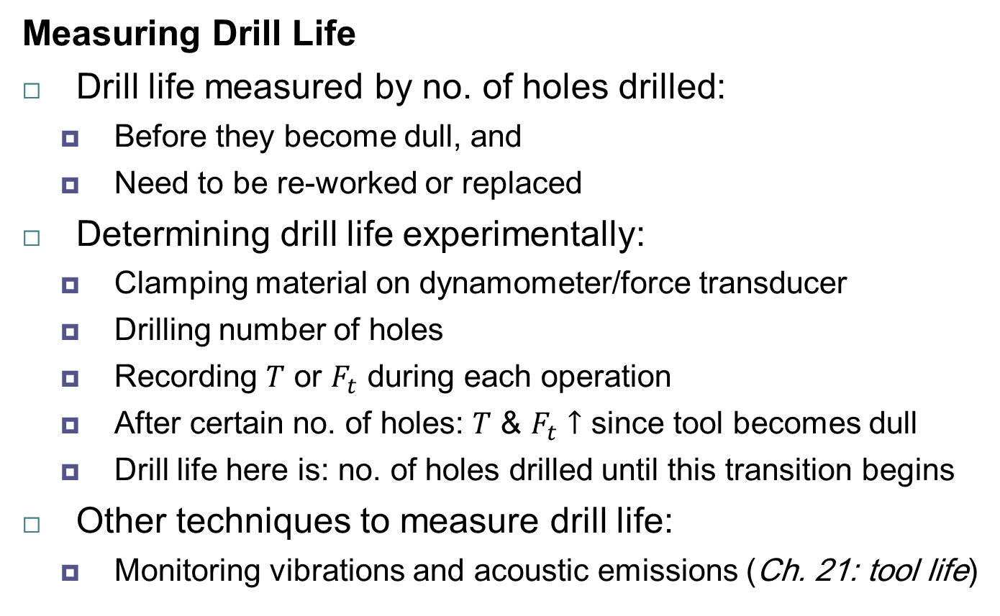 Measuring Drill Life
Drill life measured by no. of holes drilled:
Before they become dull, and
Need to be re-worked or replaced
Determining drill life experimentally:
Clamping material on dynamometer/force transducer
Drilling number of holes
Recording T or Fₜ during each operation
After certain no. of holes: T & Fₜ ↑ since tool becomes dull
Drill life here is: no. of holes drilled until this transition begins
Other techniques to measure drill life:
Monitoring vibrations and acoustic emissions (Ch. 21: tool life)